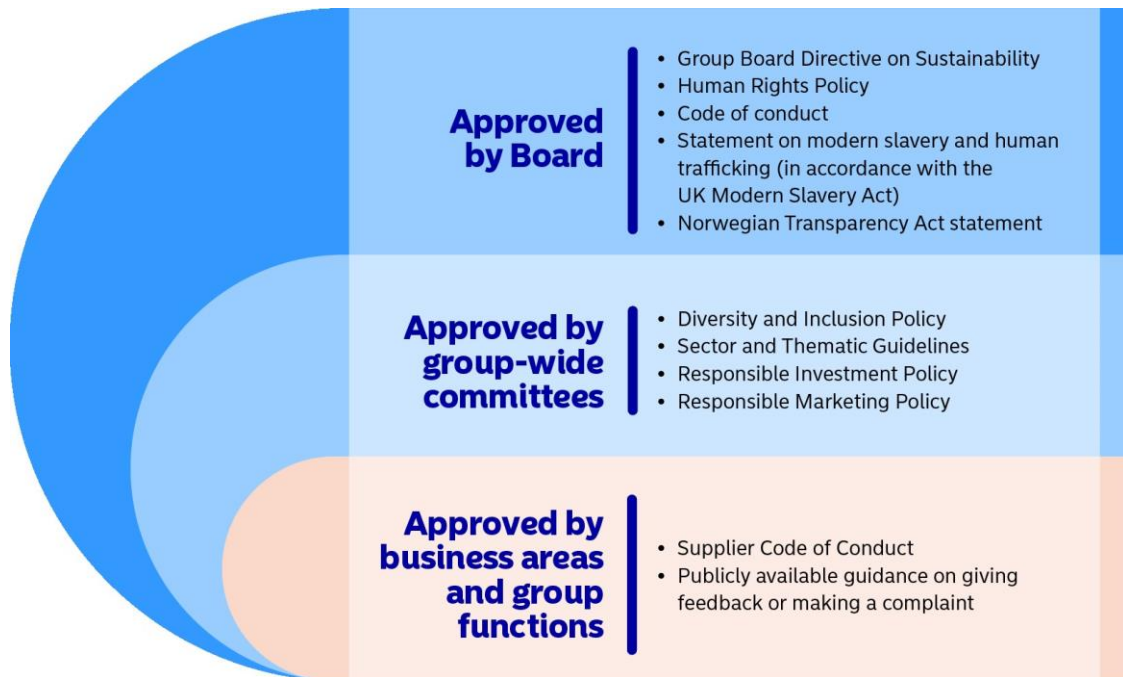 Approved
by Board
• Group Board Directive on Sustainability
• Human Rights Policy
• Code of conduct
• Statement on modern slavery and human
trafficking (in accordance with the
UK Modern Slavery Act)
• Norwegian Transparency Act statement
Approved by
group-wide
committees
• Diversity and Inclusion Policy
• Sector and Thematic Guidelines
• Responsible Investment Policy
• Responsible Marketing Policy
Approved by
business areas
and group
functions
• Supplier Code of Conduct
• Publicly available guidance on giving
feedback or making a complaint